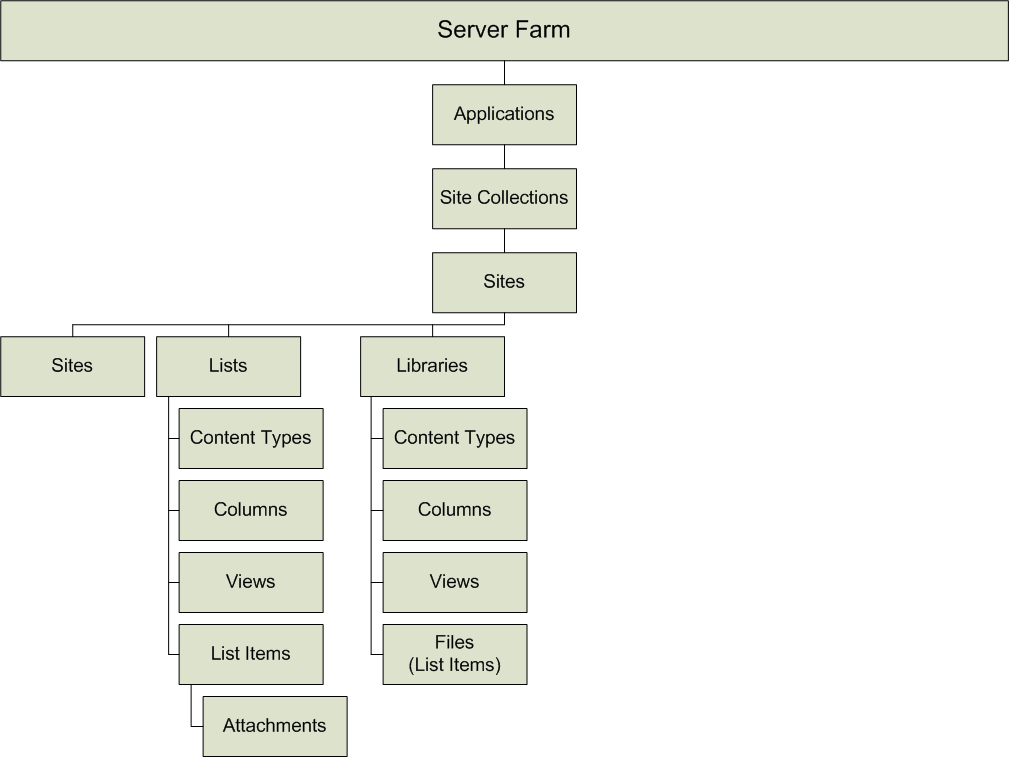 Server Farm
Applications
Site Collections
Sites
Sites
Lists
Libraries
Content Types
Columns
Views
List Items
Attachments
Content Types
Columns
Views
Files
(List Items)